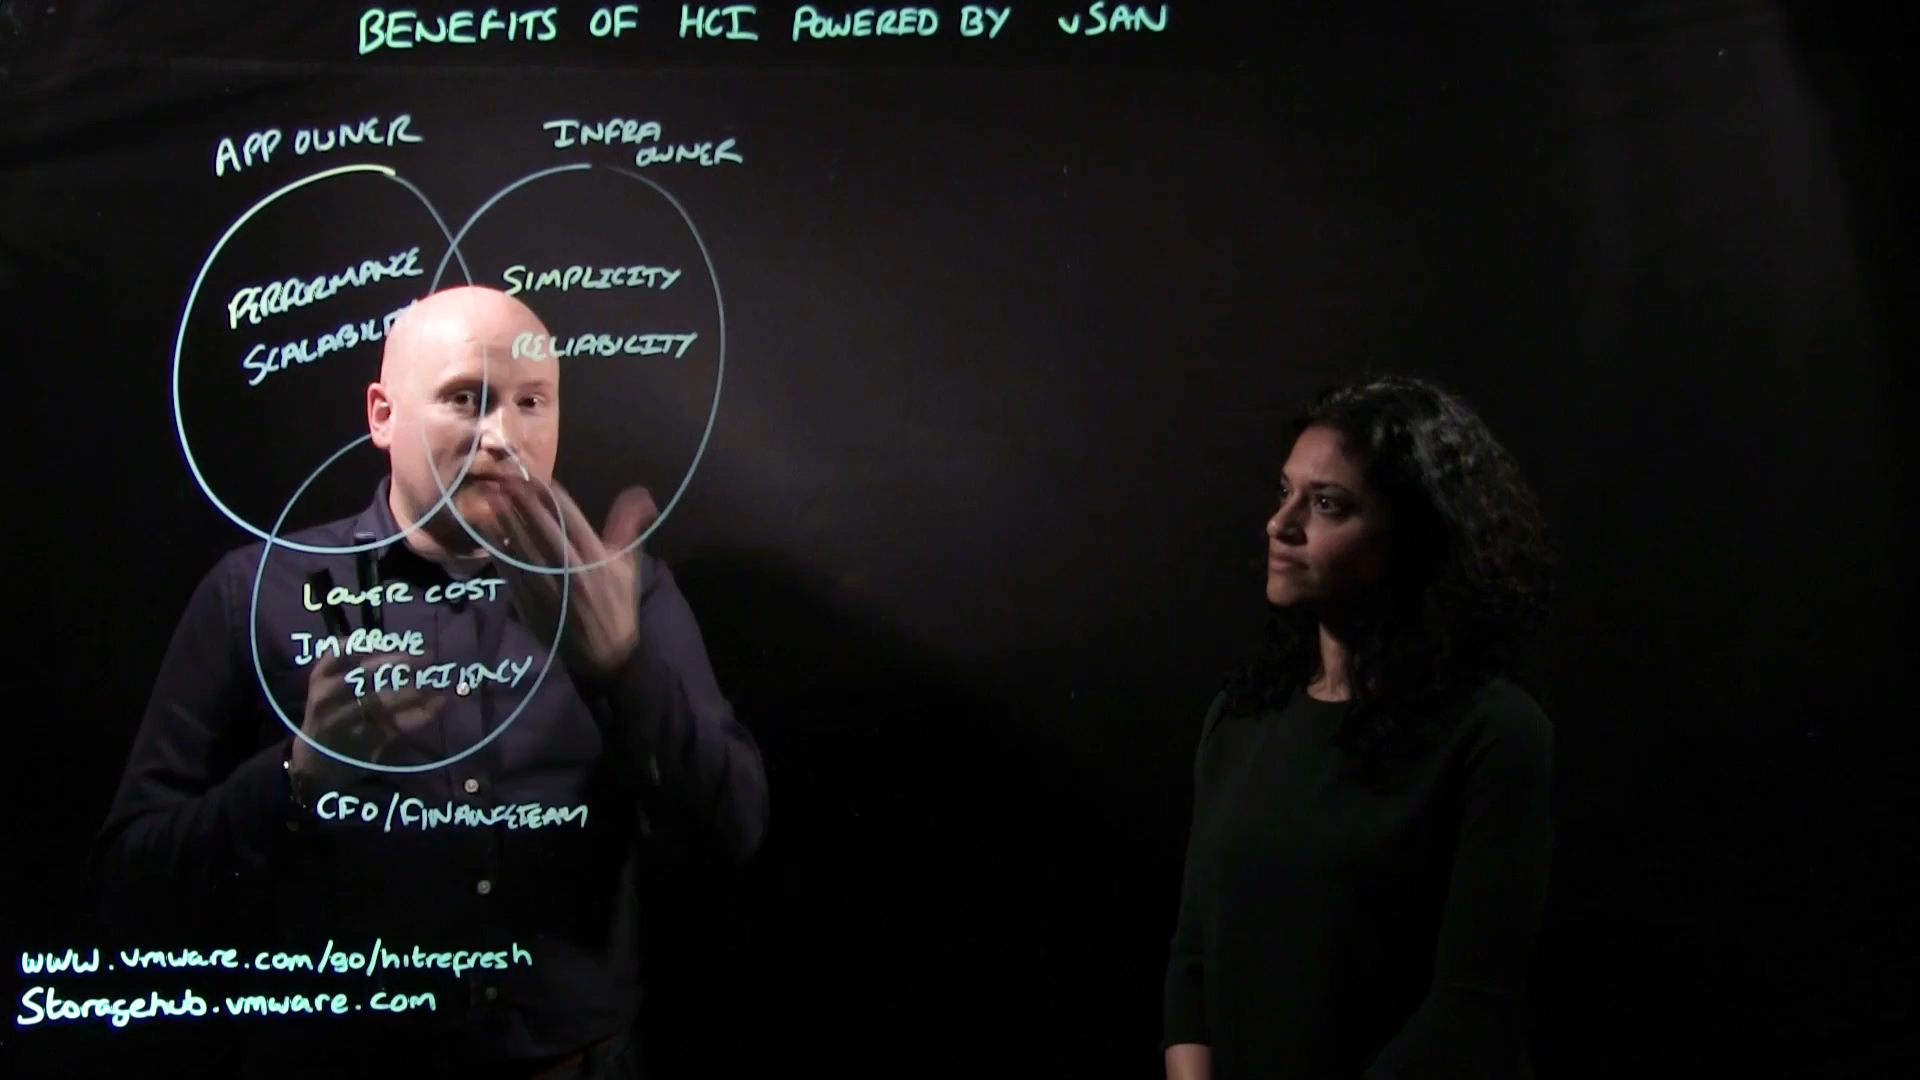 BENEFITS OF HCI POWERED BY vSAN
APP OWNER
INFRA
OWNER
PERFORMANCE
SCALABILIT
SIMPLICITY
RELIABILITY
LOWER COST
IMPROVE
EFFICIENCY
CFO/FINANCETEAM
www.vmware.com/go/hitrefresh
Storagehub.vmware.com